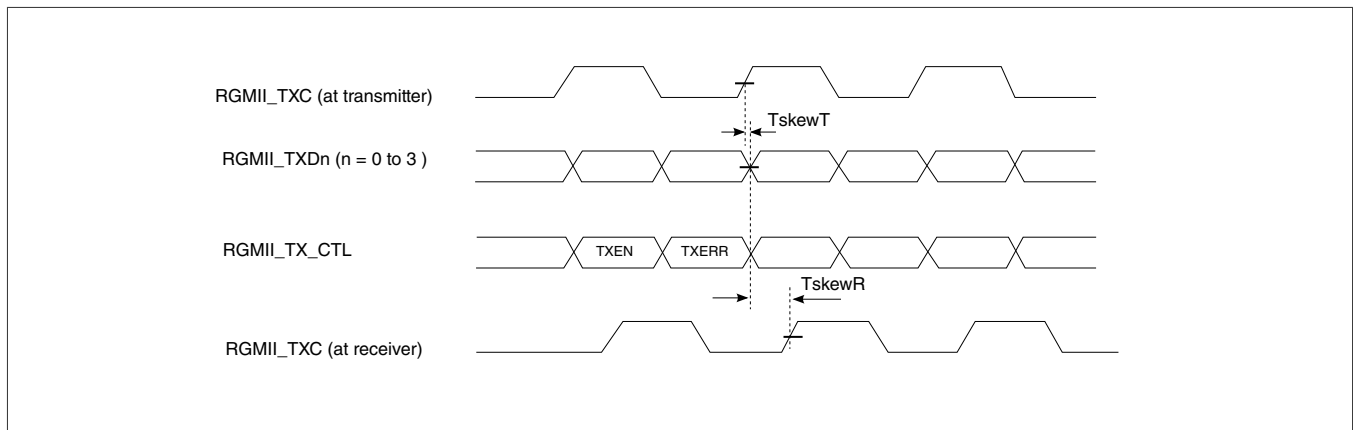 RGMII_TXC (at transmitter)
TskewT
RGMII_TXDn (n = 0 to 3 )
RGMII_TX_CTL
TXEN
TXERR
TskewR
RGMII_TXC (at receiver)